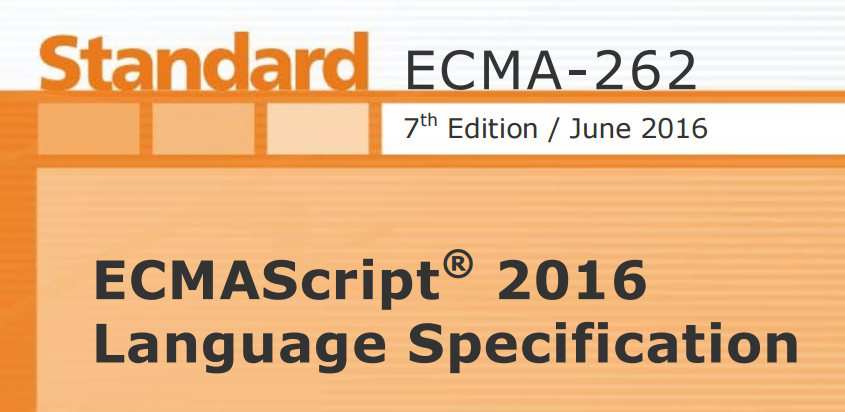 Standard ECMA-262
7th Edition / June 2016
ECMAScript® 2016
Language Specification